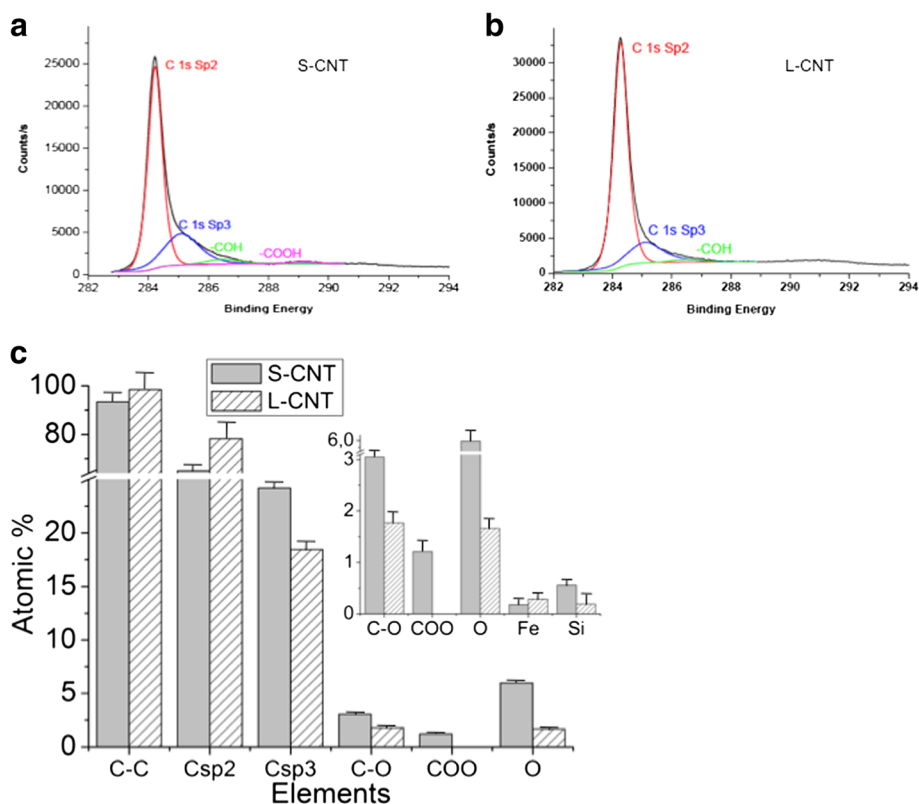 a
C 1s Sp2
S-CNT
25000
20000
15000
10000
5000
0
Counts/s
C 1s Sp3
-COH
-COOH
282 284 286 288 290 292 294
Binding Energy
b
C 1s Sp2
L-CNT
30000
25000
20000
15000
10000
5000
0
Counts/s
C 1s Sp3
-COH
282 284 286 288 290 292 294
Binding Energy
c
S-CNT
L-CNT
100
80
20
15
10
5
0
Atomic %
C-C Csp2 Csp3 C-O COO O
Elements
6,0
3
2
1
0
C-O COO O Fe Si